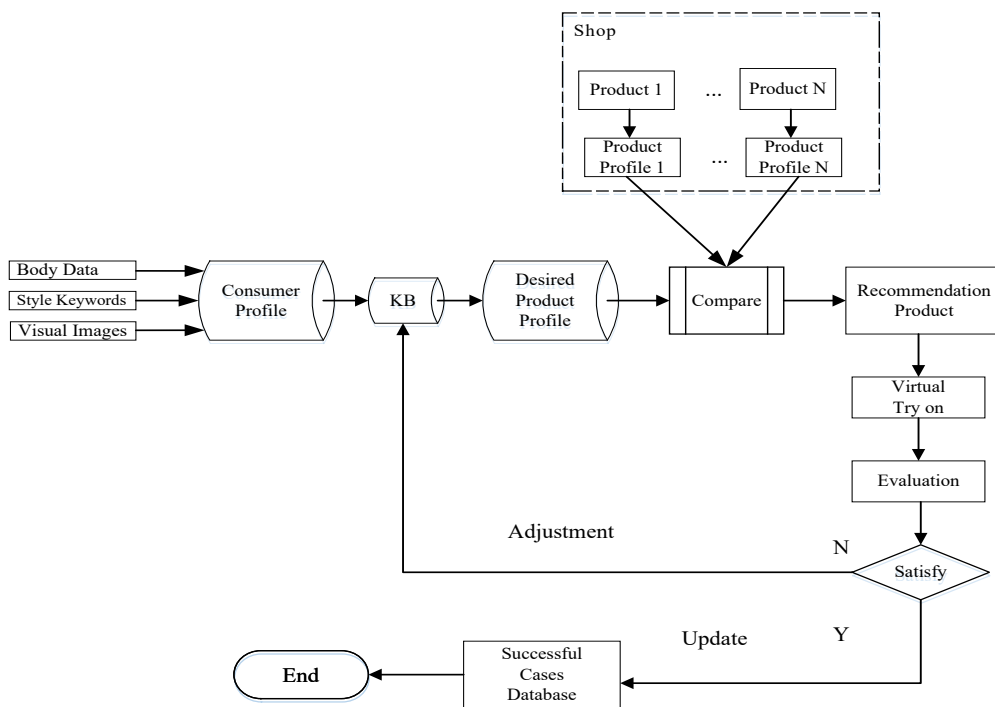 Shop
Product 1
...
Product N
Product
Profile 1
...
Product
Profile N
Body Data
Style Keywords
Visual Images
Consumer
Profile
KB
Desired
Product
Profile
Compare
Recommendation
Product
Virtual
Try on
Evaluation
Adjustment
N
Satisfy
Update
Y
Successful
Cases
Database
End